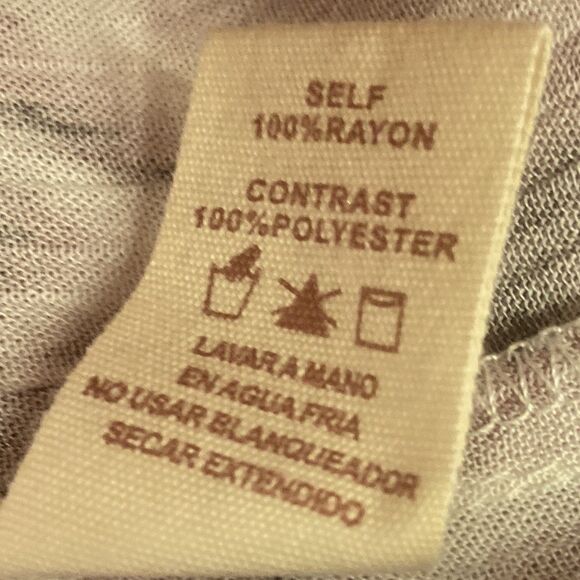 SELF
100%RAYON
CONTRAST
100%POLYESTER
LAVAR A MANO
EN AGUA FRIA
NO USAR BLANQUEADOR
SECAR EXTENDIDO